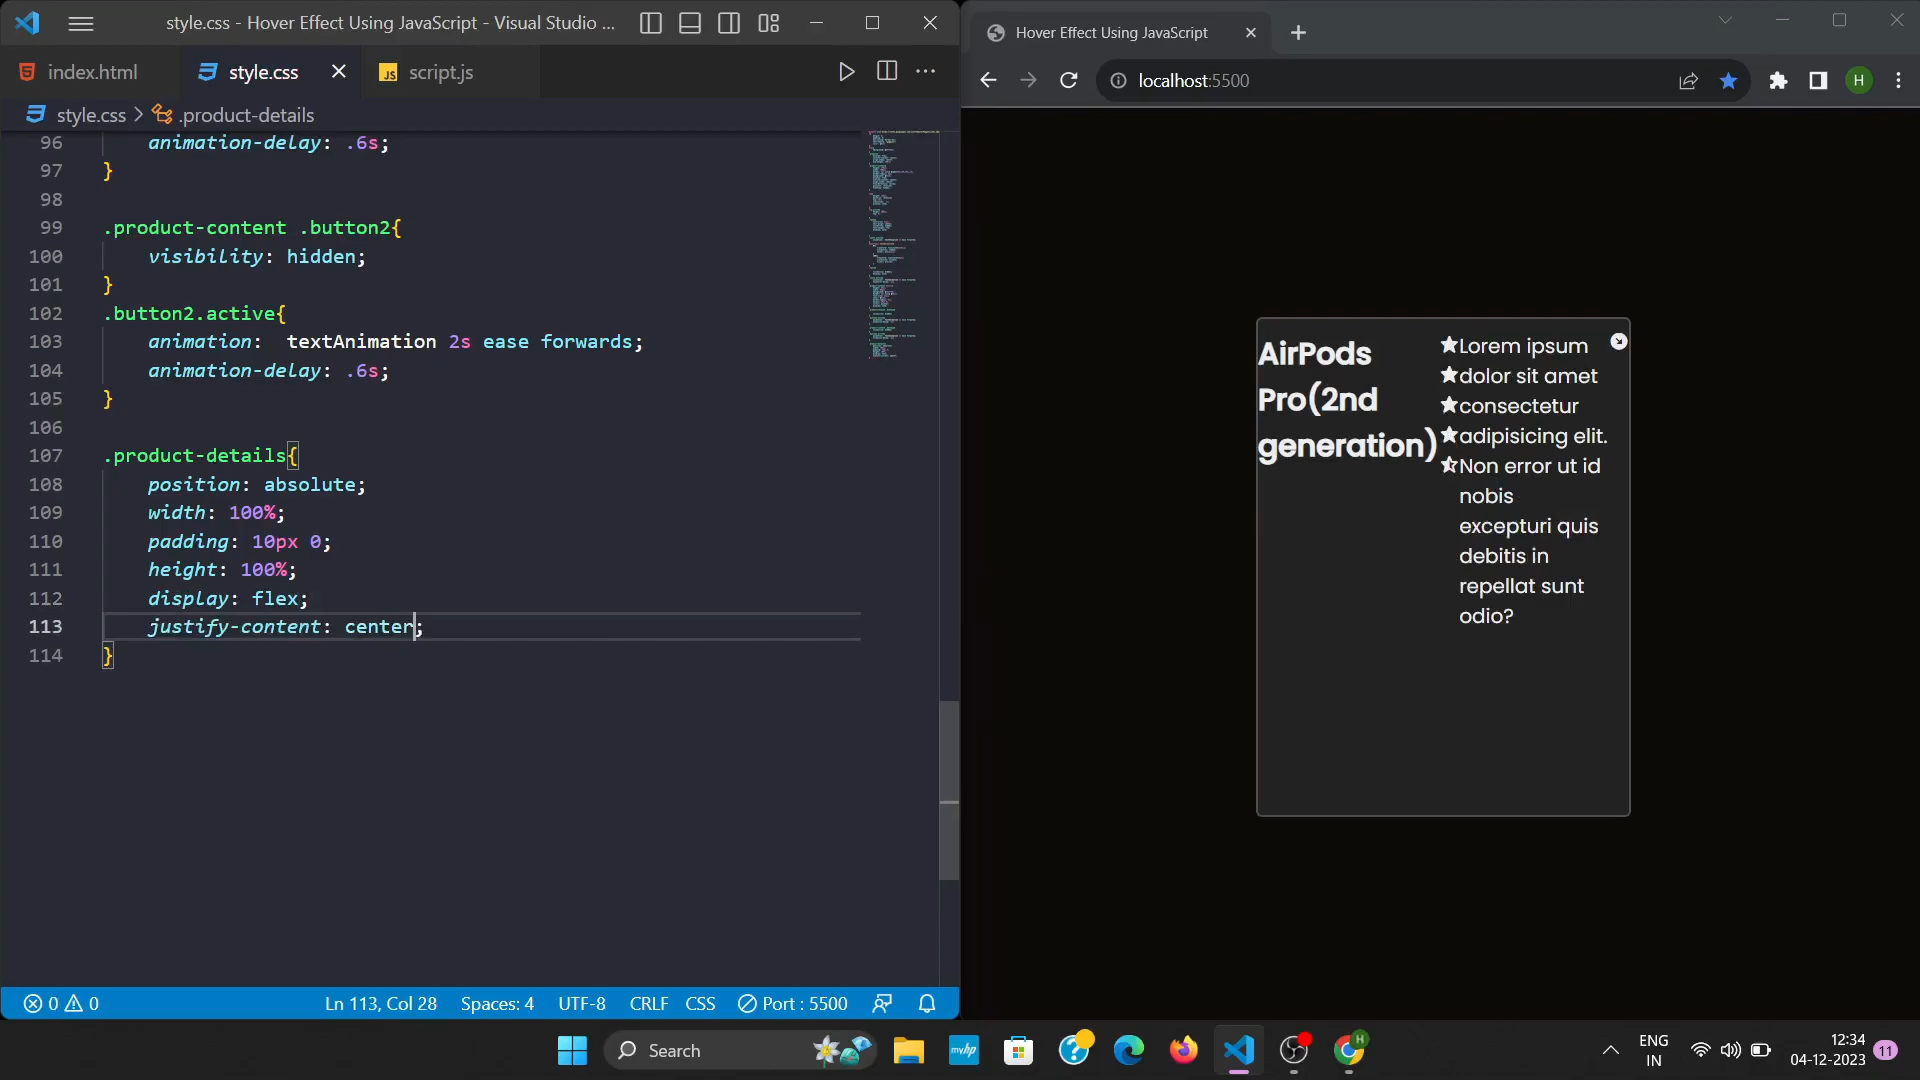 style.css - Hover Effect Using JavaScript - Visual Studio ...
index.html
style.css
JS
script.js
style.css > .product-details
96 animation-delay: .6s;
97 }
98
99 .product-content .button2{
100 visibility: hidden;
101 }
102 .button2.active{
103 animation:  textAnimation 2s ease forwards;
104 animation-delay: .6s;
105 }
106
107 .product-details{
108 position: absolute;
109 width: 100%;
110 padding: 10px 0;
111 height: 100%;
112 display: flex;
113 justify-content: center;
114 }
0 0
Ln 113, Col 28
Spaces: 4
UTF-8
CRLF
CSS
Port : 5500
Hover Effect Using JavaScript
localhost:5500
H
AirPods
Pro(2nd
generation)
Lorem ipsum
dolor sit amet
consectetur
adipisicing elit.
Non error ut id
nobis
excepturi quis
debitis in
repellat sunt
odio?
Search
myhp
H
ENG
IN
12:34
04-12-2023
11